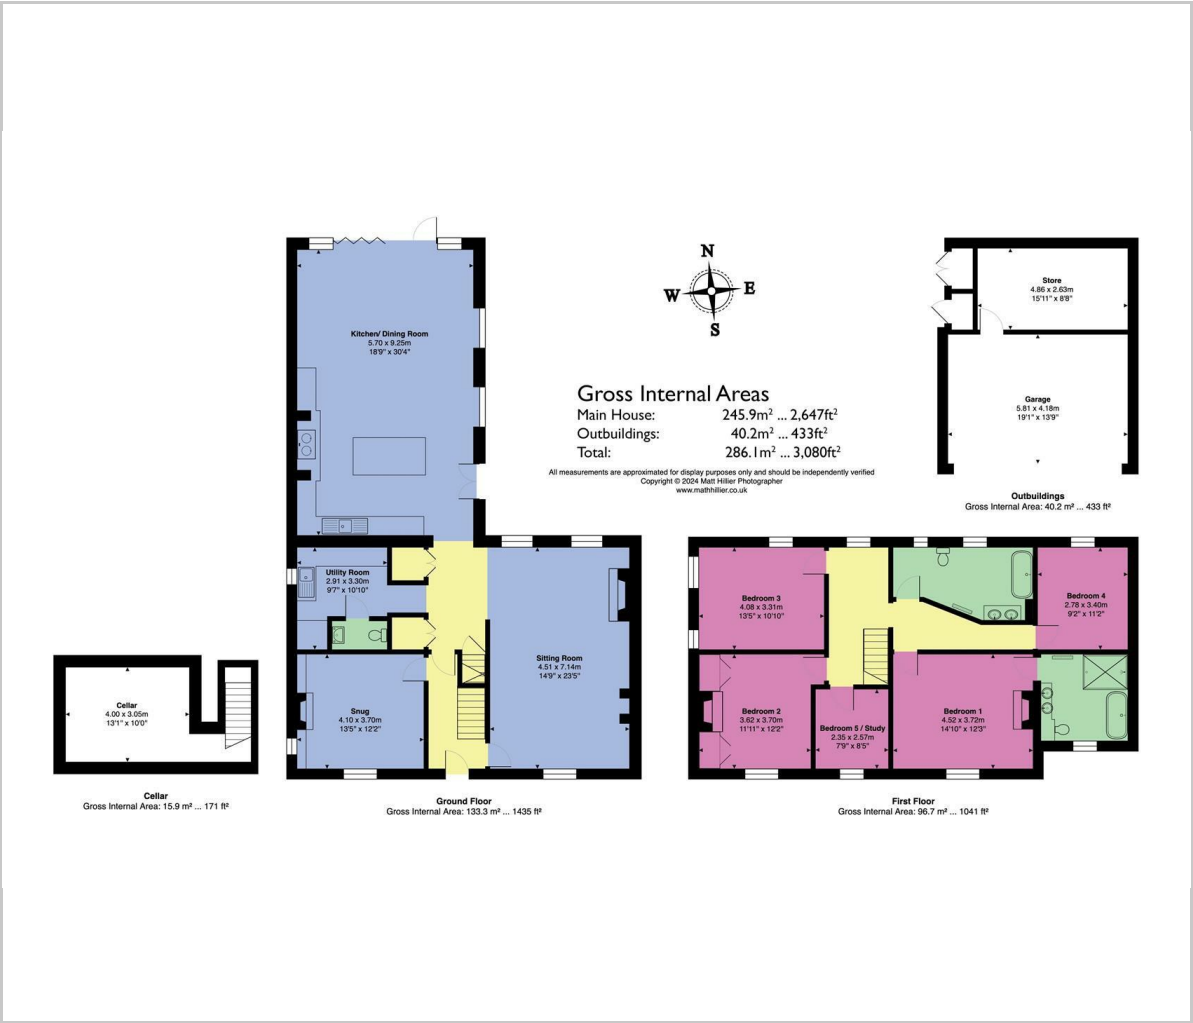 Kitchen/ Dining Room
5.70 x 9.25m
18'9" x 30'4"
N
W
E
S
Store
4.86 x 2.63m
15'11" x 8'8"
Gross Internal Areas
Main House: 245.9m² ... 2,647ft²
Outbuildings: 40.2m² ... 433ft²
Total: 286.1m² ... 3,080ft²
All measurements are approximated for display purposes only and should be independently verified
Copyright © 2024 Matt Hillier Photographer
www.mathhillier.co.uk
Garage
5.81 x 4.18m
19'1" x 13'9"
Outbuildings
Gross Internal Area: 40.2 m² ... 433 ft²
Utility Room
2.91 x 3.30m
9'7" x 10'10"
Sitting Room
4.51 x 7.14m
14'9" x 23'5"
Snug
4.10 x 3.70m
13'5" x 12'2"
Cellar
4.00 x 3.05m
13'1" x 10'0"
Cellar
Gross Internal Area: 15.9 m² ... 171 ft²
Ground Floor
Gross Internal Area: 133.3 m² ... 1435 ft²
Bedroom 3
4.08 x 3.31m
13'5" x 10'10"
Bedroom 4
2.78 x 3.40m
9'2" x 11'2"
Bedroom 2
3.62 x 3.70m
11'11" x 12'2"
Bedroom 5 / Study
2.35 x 2.57m
7'9" x 8'5"
Bedroom 1
4.52 x 3.72m
14'10" x 12'3"
First Floor
Gross Internal Area: 96.7 m² ... 1041 ft²